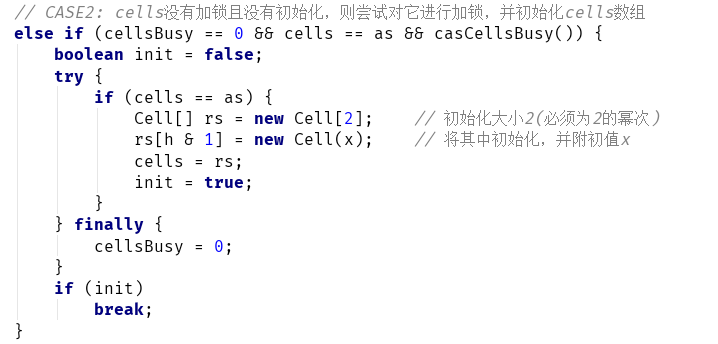 // CASE2: cells没有加锁且没有初始化，则尝试对它进行加锁，并初始化cells数组
else if (cellsBusy == 0 && cells == as && casCellsBusy()) {
    boolean init = false;
    try {
        if (cells == as) {
            Cell[] rs = new Cell[2];    // 初始化大小2(必须为2的幂次)
            rs[h & 1] = new Cell(x);    // 将其中初始化，并附初值x
            cells = rs;
            init = true;
        }
    } finally {
        cellsBusy = 0;
    }
    if (init)
        break;
}